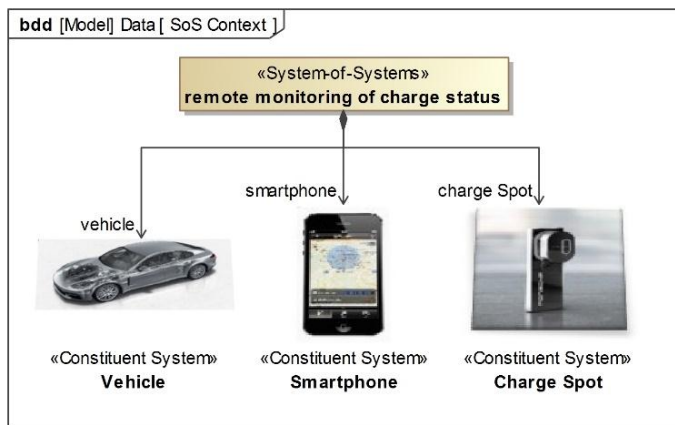 bdd [Model] Data [ SoS Context ]
«System-of-Systems»
remote monitoring of charge status
vehicle
smartphone
charge Spot
«Constituent System»
Vehicle
«Constituent System»
Smartphone
«Constituent System»
Charge Spot